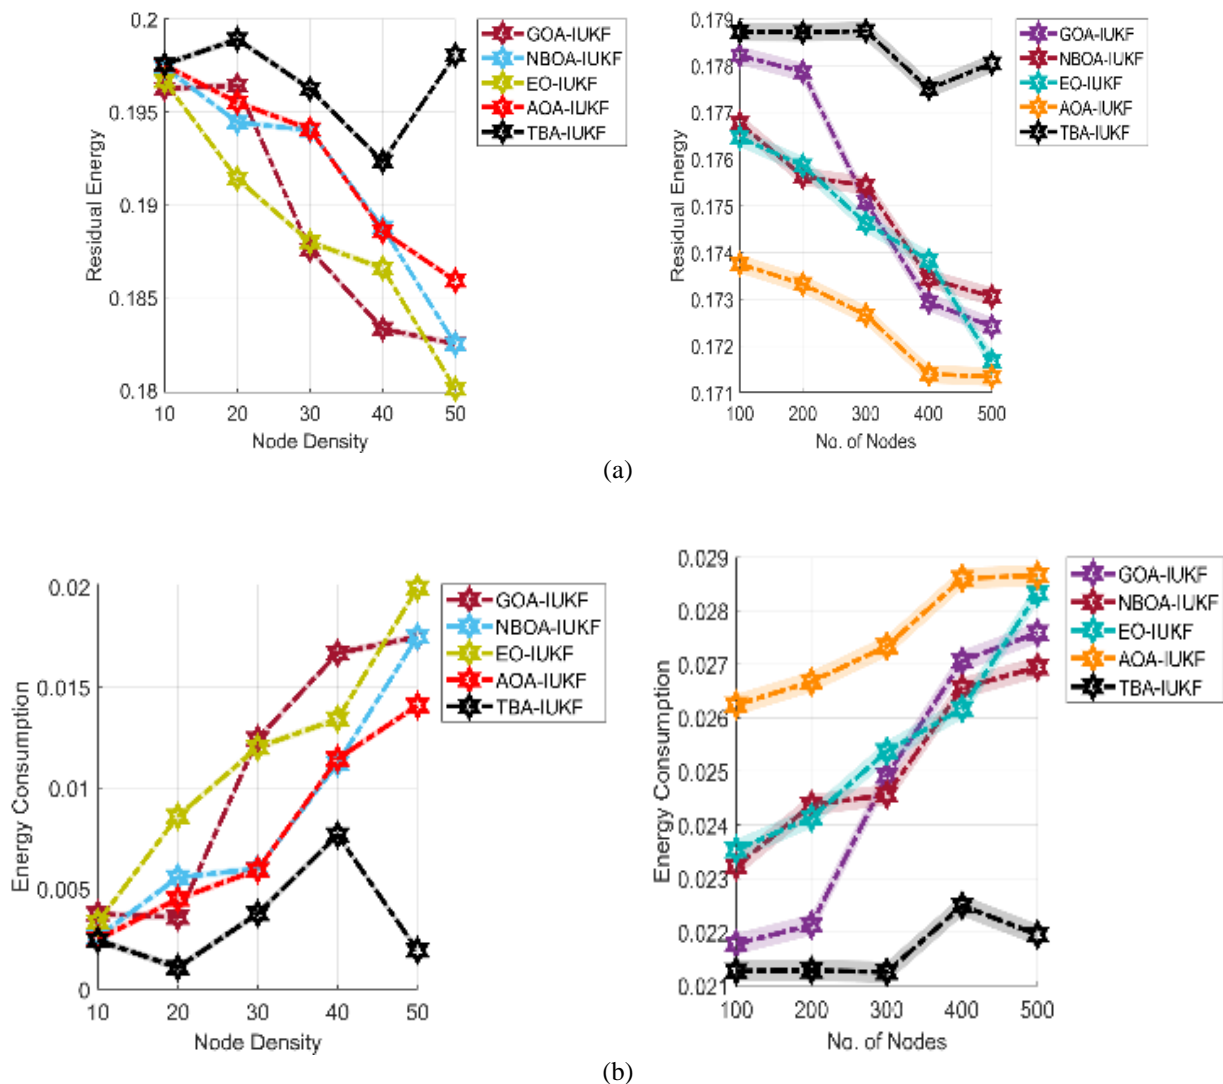 0.2
0.195
0.19
0.185
0.18
Residual Energy
10 20 30 40 50
Node Density
GOA-IUKF
NBOA-IUKF
EO-IUKF
AOA-IUKF
TBA-IUKF
0.179
0.178
0.177
0.176
0.175
0.174
0.173
0.172
0.171
Residual Energy
100 200 300 400 500
No. of Nodes
GOA-IUKF
NBOA-IUKF
EO-IUKF
AOA-IUKF
TBA-IUKF
(a)
0.02
0.015
0.01
0.005
0
Energy Consumption
10 20 30 40 50
Node Density
GOA-IUKF
NBOA-IUKF
EO-IUKF
AOA-IUKF
TBA-IUKF
0.029
0.028
0.027
0.026
0.025
0.024
0.023
0.022
0.021
Energy Consumption
100 200 300 400 500
No. of Nodes
GOA-IUKF
NBOA-IUKF
EO-IUKF
AOA-IUKF
TBA-IUKF
(b)